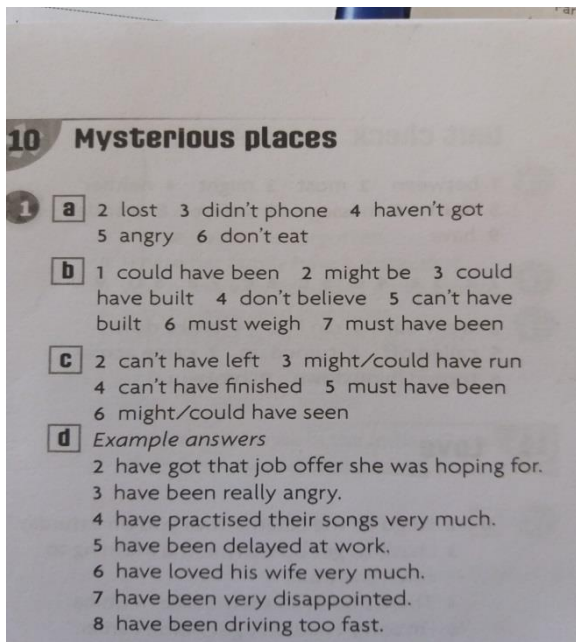 10 Mysterious places
1 a 2 lost 3 didn't phone 4 haven't got
5 angry 6 don't eat
b 1 could have been 2 might be 3 could
have built 4 don't believe 5 can't have
built 6 must weigh 7 must have been
c 2 can't have left 3 might/could have run
4 can't have finished 5 must have been
6 might/could have seen
d Example answers
2 have got that job offer she was hoping for.
3 have been really angry.
4 have practised their songs very much.
5 have been delayed at work.
6 have loved his wife very much.
7 have been very disappointed.
8 have been driving too fast.